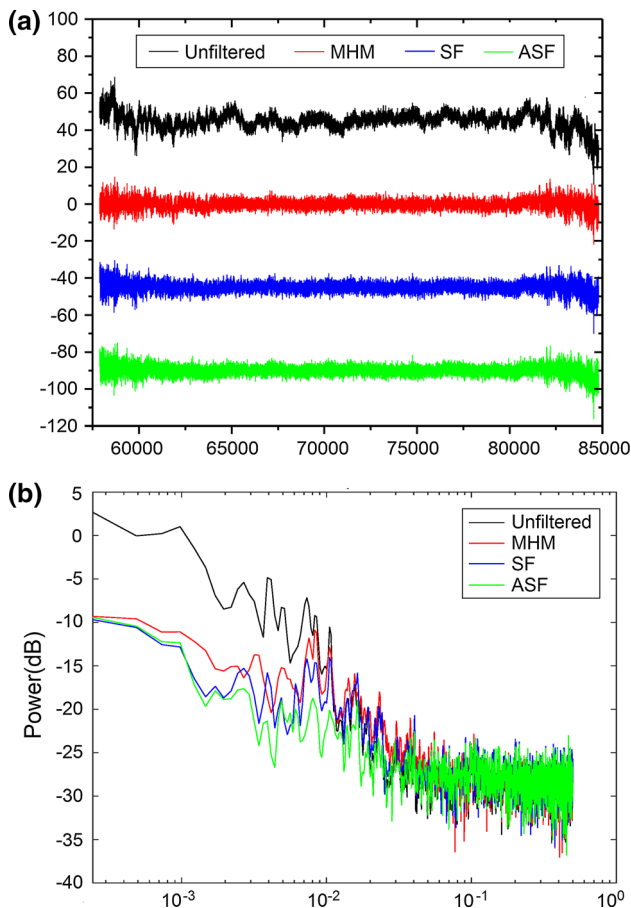 (a)
100
80
60
40
20
0
-20
-40
-60
-80
-100
-120
Unfiltered MHM SF ASF
60000 65000 70000 75000 80000 85000
(b)
5
0
-5
-10
-15
-20
-25
-30
-35
-40
Power(dB)
Unfiltered
MHM
SF
ASF
10⁻³ 10⁻² 10⁻¹ 10⁰